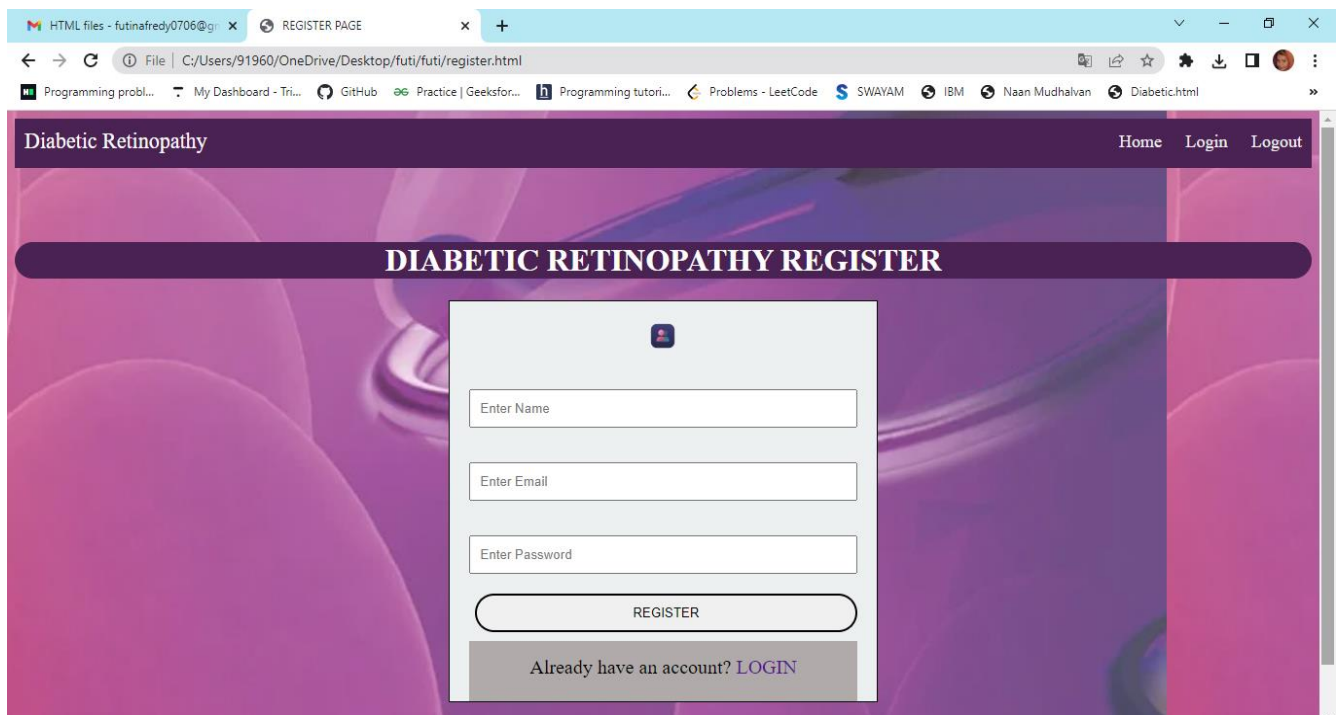 HTML files - futinafredy0706@gr
REGISTER PAGE
File | C:/Users/91960/OneDrive/Desktop/futi/futi/register.html
Programming probl... My Dashboard - Tri... GitHub Practice | Geeksfor... Programming tutori... Problems - LeetCode SWAYAM IBM Naan Mudhalvan Diabetic.html »
Diabetic Retinopathy Home Login Logout
DIABETIC RETINOPATHY REGISTER
Enter Name
Enter Email
Enter Password
REGISTER
Already have an account? LOGIN